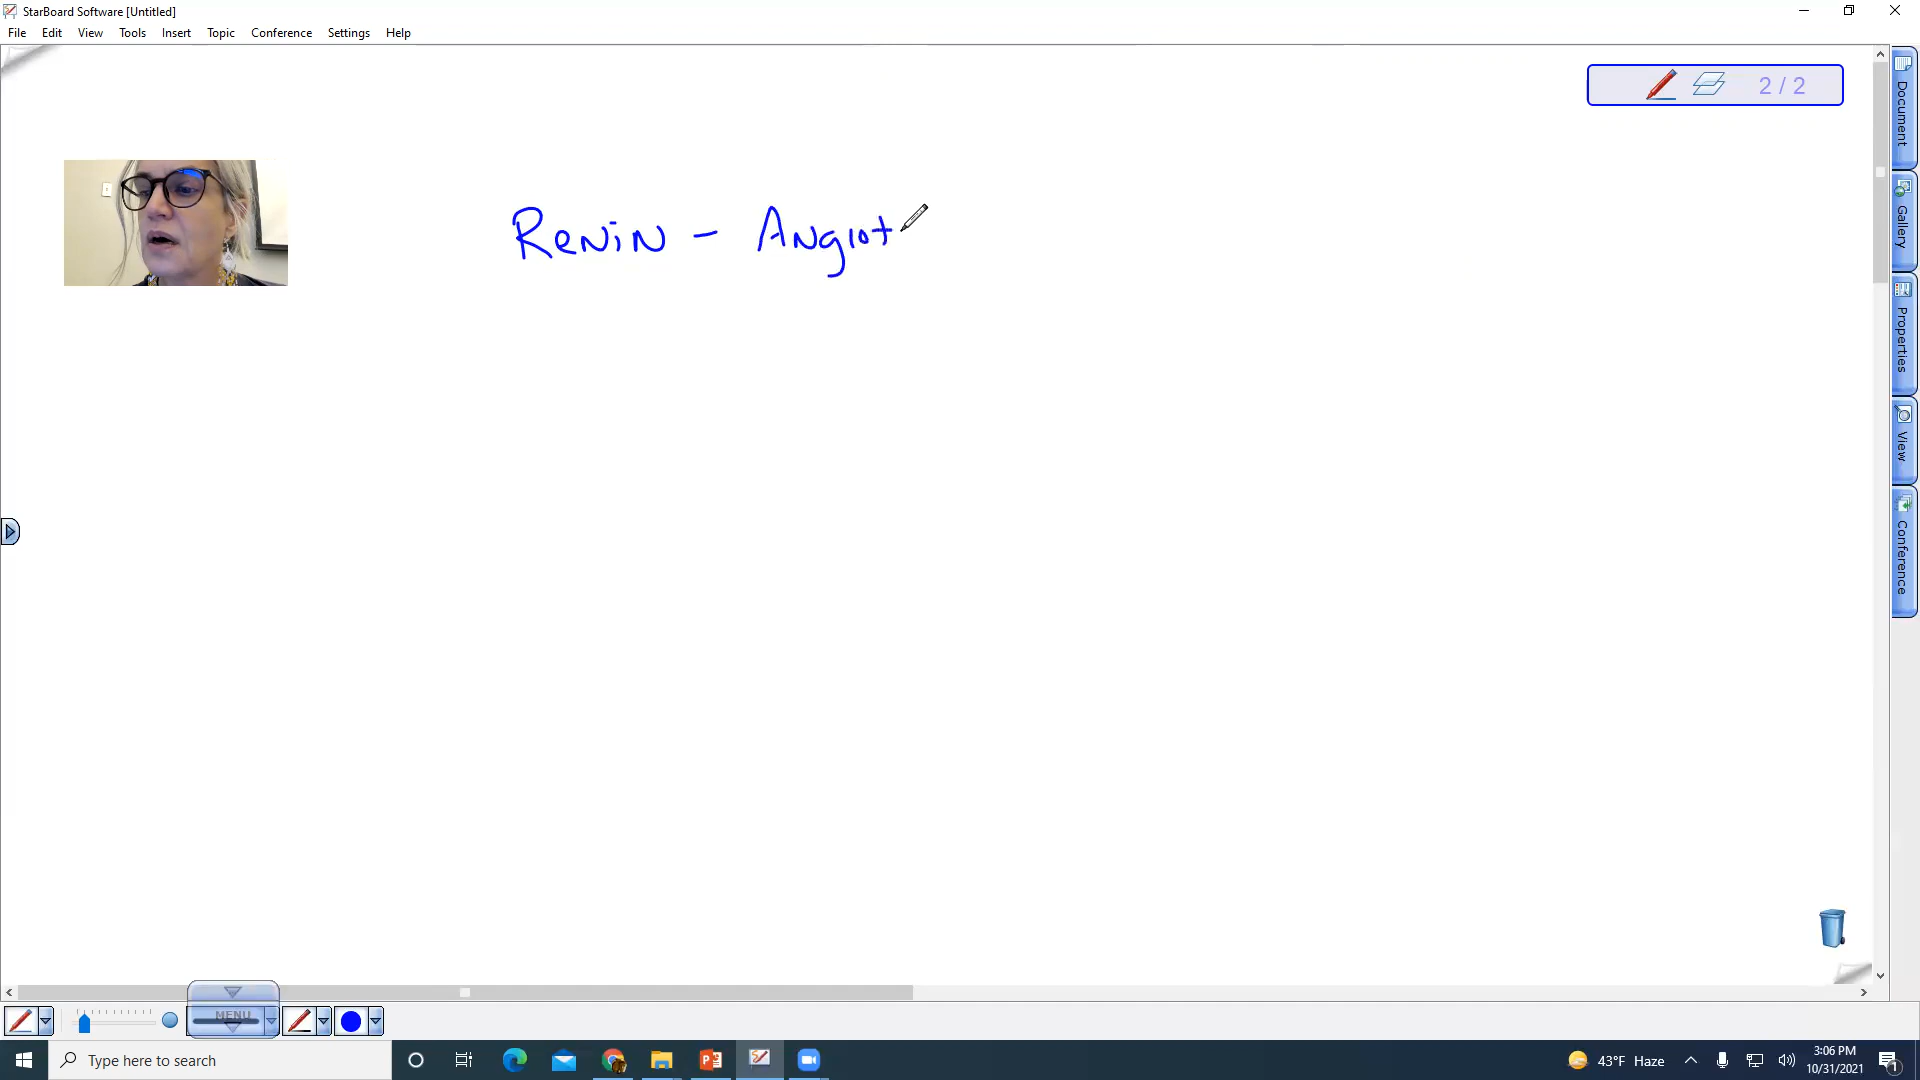 StarBoard Software [Untitled]
File Edit View Tools Insert Topic Conference Settings Help
2 / 2
Document
Gallery
Properties
View
Conference
Renin - Angiot
MENU
Type here to search
43°F Haze
3:06 PM
10/31/2021
1